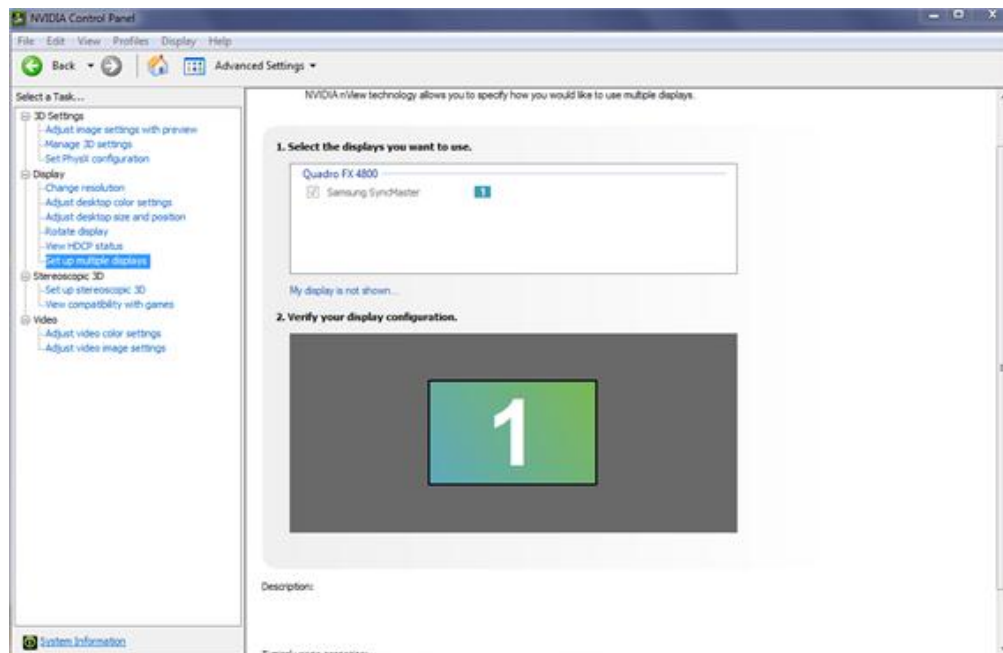 NVIDIA Control Panel
File Edit View Profiles Display Help
Back Advanced Settings
Select a Task...
3D Settings
Adjust image settings with preview
Manage 3D settings
Set PhysX configuration
Display
Change resolution
Adjust desktop color settings
Adjust desktop size and position
Rotate display
View HDCP status
Set up multiple displays
Stereoscopic 3D
Set up stereoscopic 3D
View compatibility with games
Video
Adjust video color settings
Adjust video image settings
System Information
NVIDIA nView technology allows you to specify how you would like to use multiple displays.
1. Select the displays you want to use.
Quadro FX 4800
Samsung SyncMaster 1
My display is not shown...
2. Verify your display configuration.
1
Description: